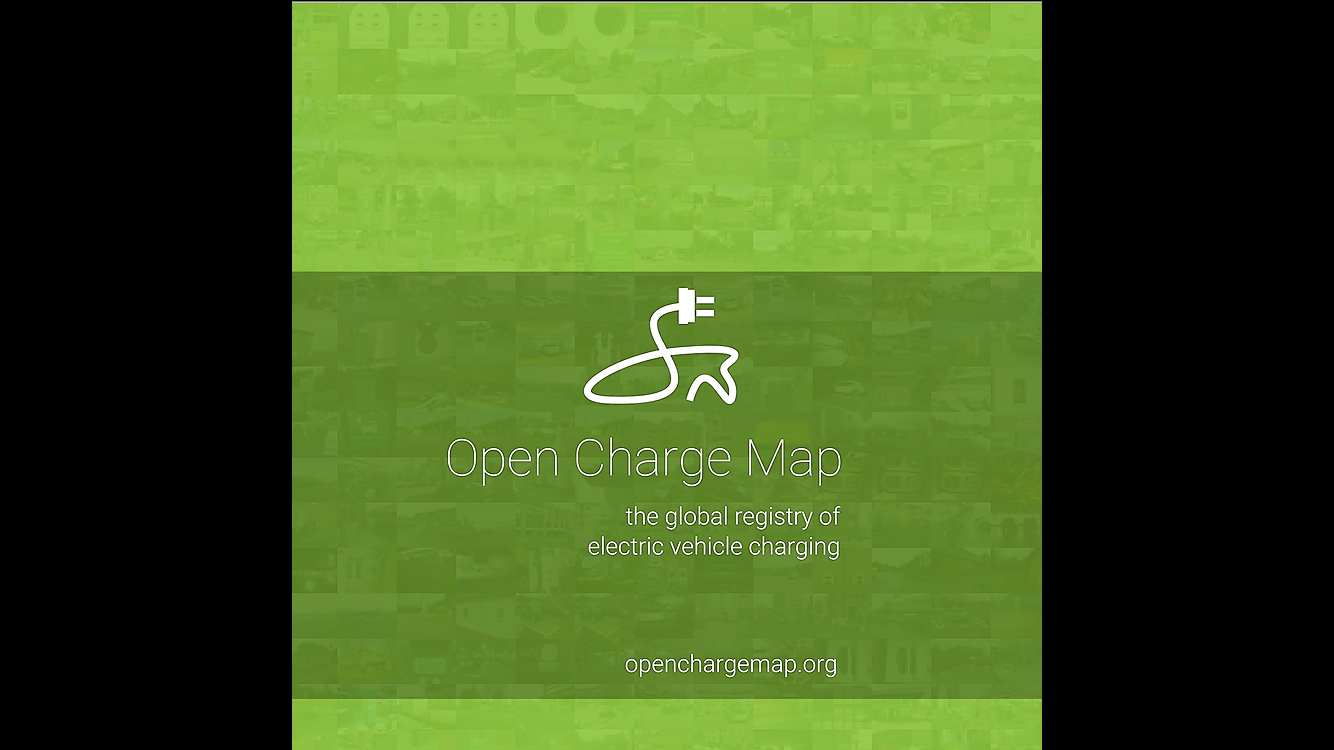 Open Charge Map
the global registry of
electric vehicle charging
openchargemap.org